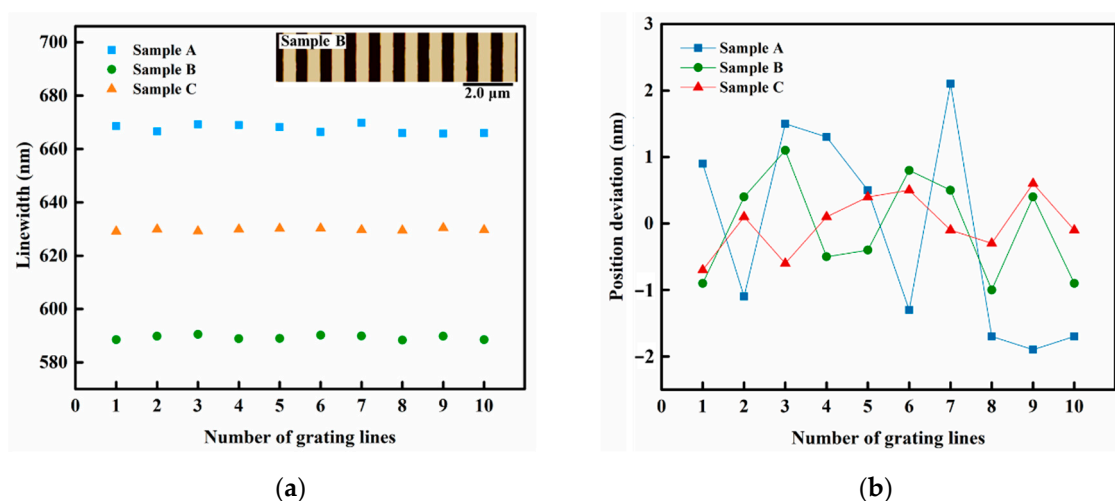 700
680
660
640
620
600
580
Linewidth (nm)
Sample A
Sample B
Sample C
Sample B
2.0 μm
0 1 2 3 4 5 6 7 8 9 10
Number of grating lines
(a)
3
2
1
0
−1
−2
Position deviation (nm)
Sample A
Sample B
Sample C
0 1 2 3 4 5 6 7 8 9 10
Number of grating lines
(b)